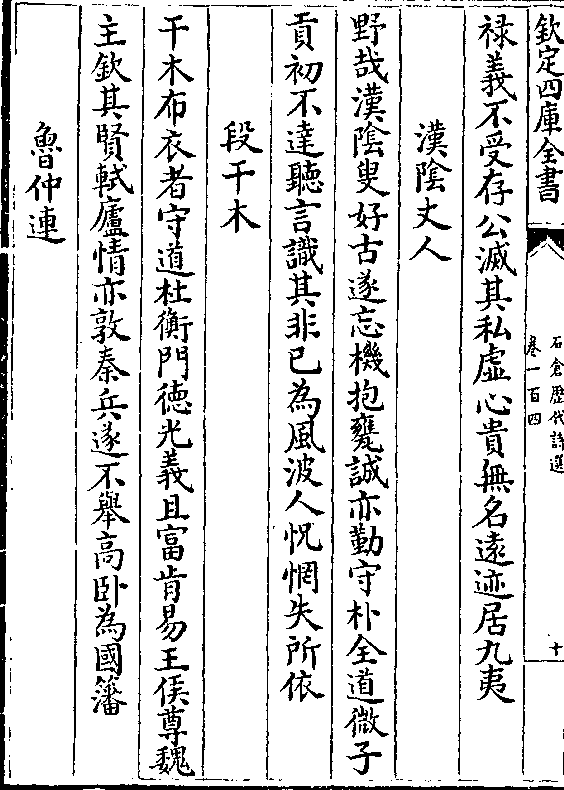 欽定四庫全書
石倉歷代詩選
卷一百四
十
祿義不受存公滅其私虛心貴無名遠迹居九夷
漢陰丈人
野哉漢陰叟好古遂忘機抱甕誠亦勤守朴全道微子
貢初不達聽言識其非已為風波人怳惘失所依
段干木
干木布衣者守道杜衡門徳光義且富肯易王侯尊魏
主欽其賢軾廬情亦敦秦兵遂不舉高卧為國籓
魯仲連